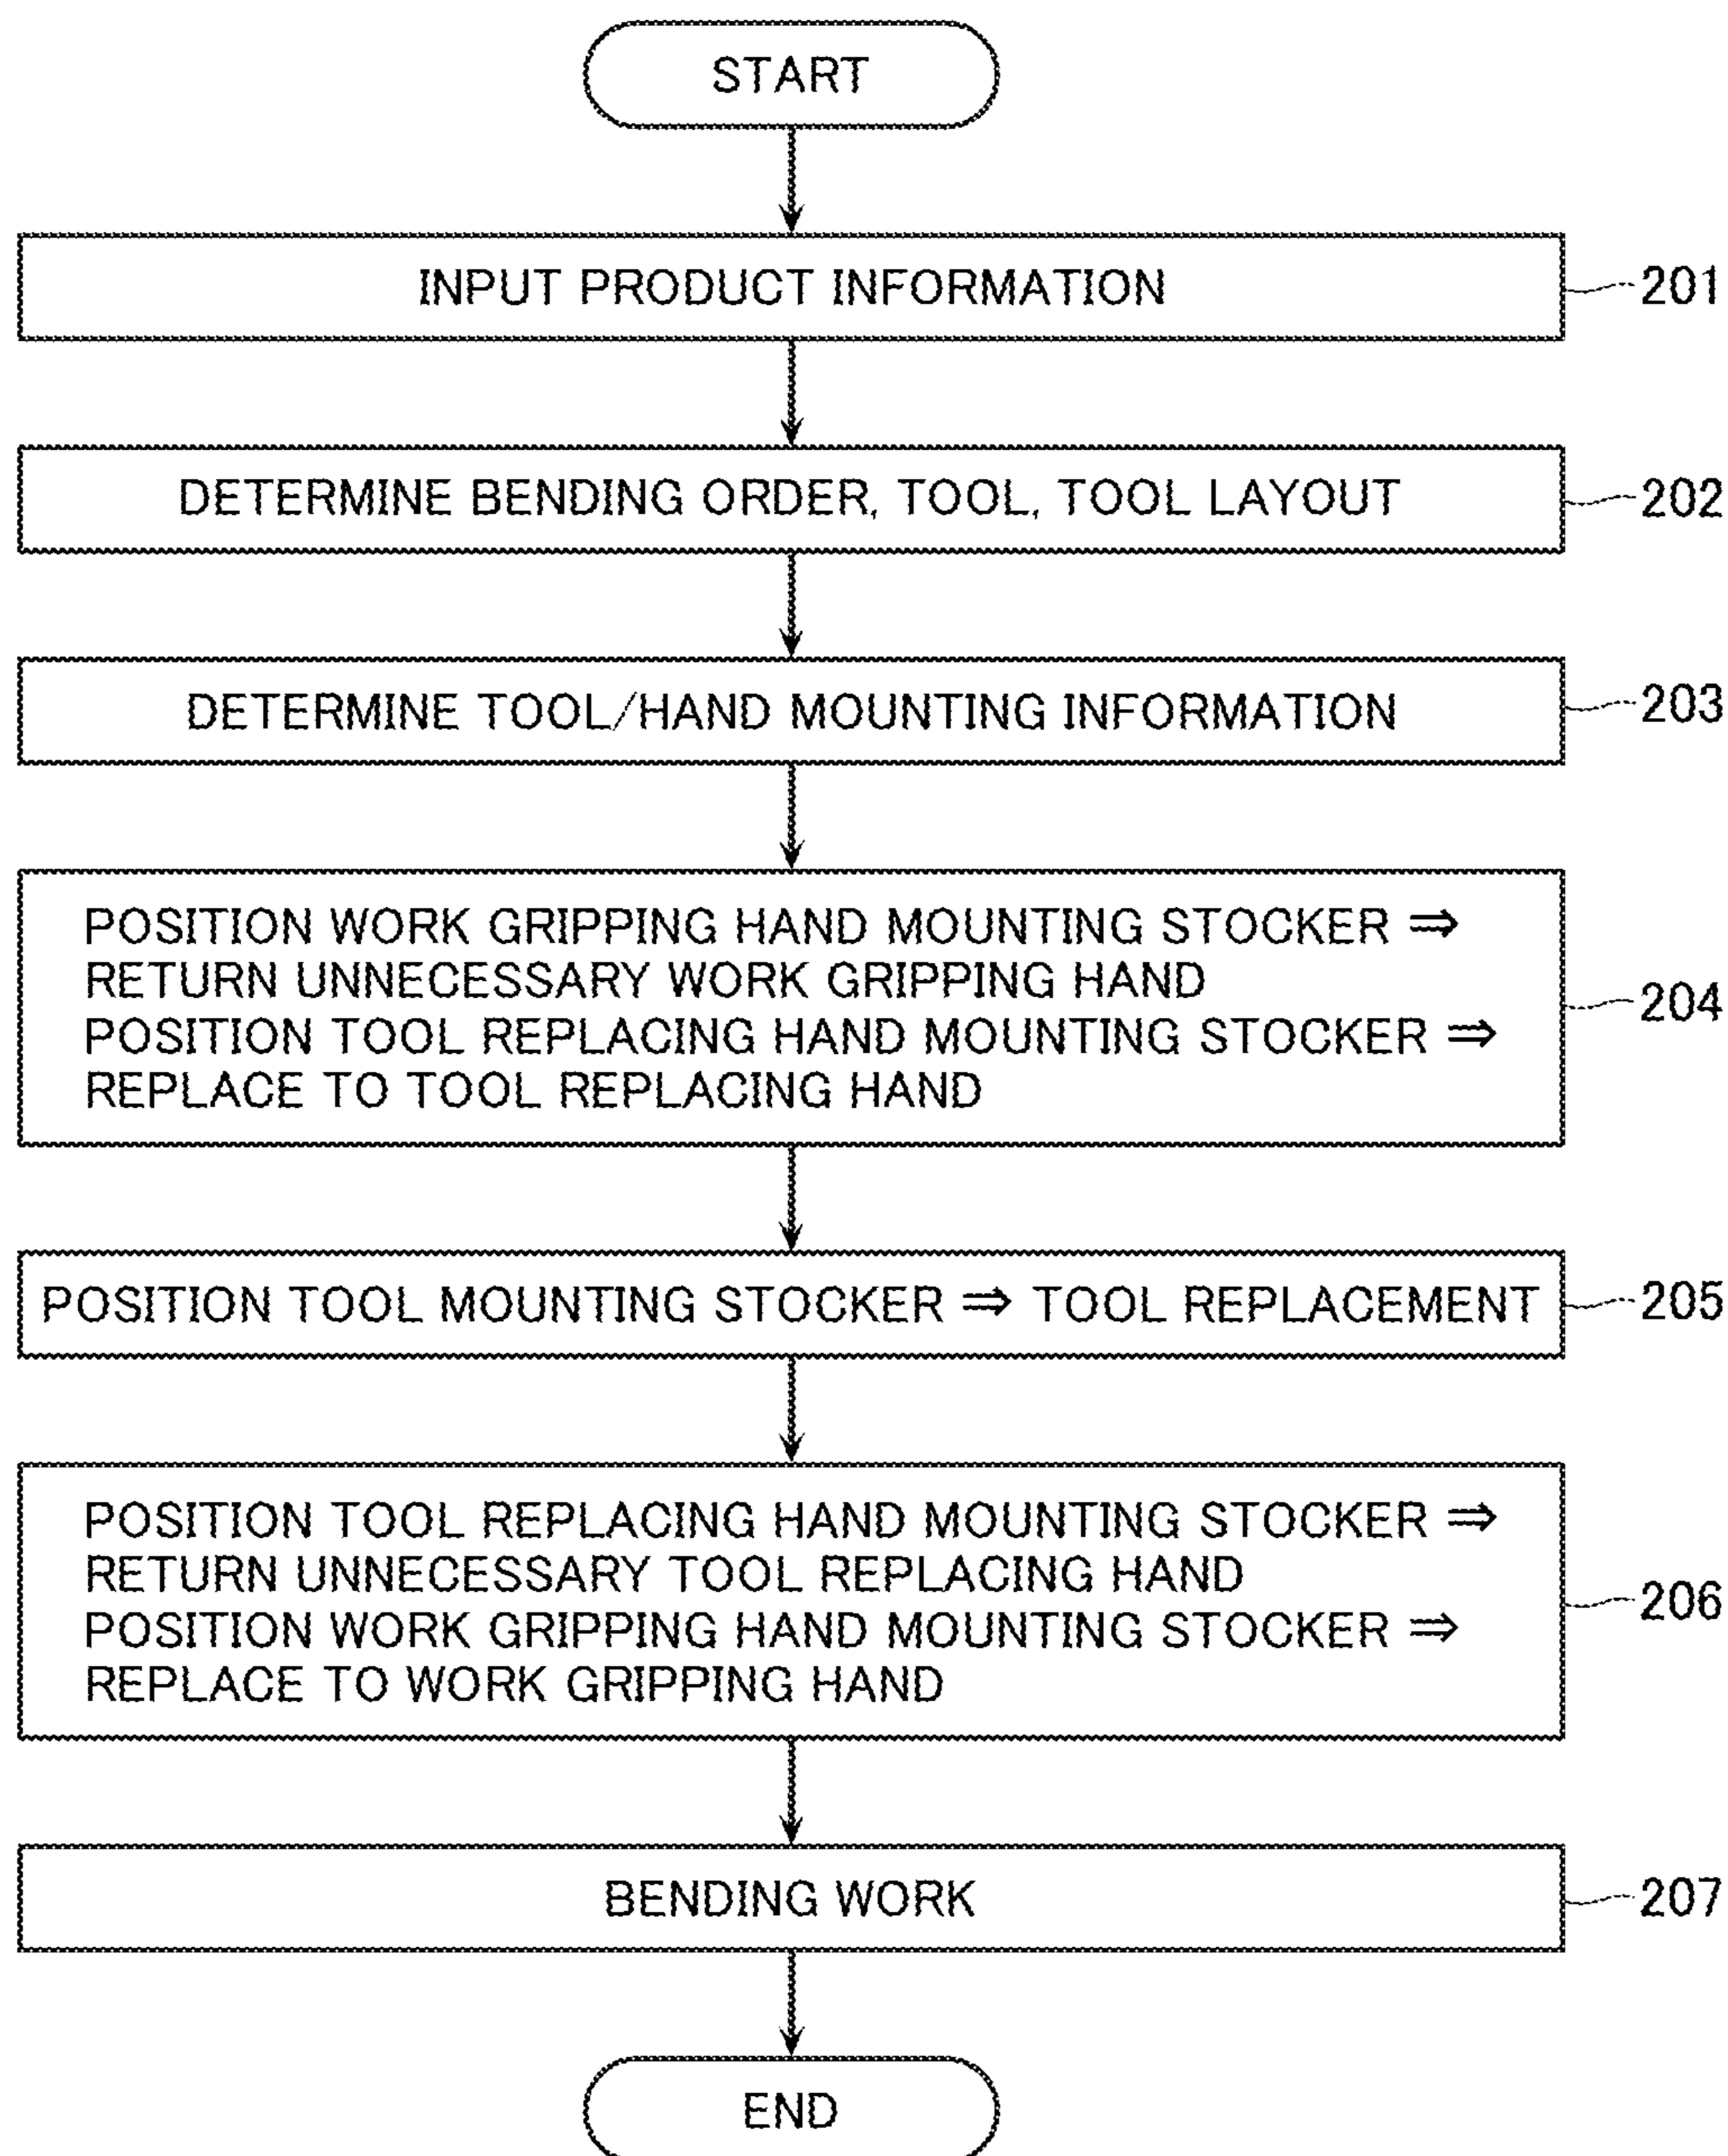 START
INPUT PRODUCT INFORMATION
201
DETERMINE BENDING ORDER, TOOL, TOOL LAYOUT
202
DETERMINE TOOL/HAND MOUNTING INFORMATION
203
POSITION WORK GRIPPING HAND MOUNTING STOCKER ⇒
RETURN UNNECESSARY WORK GRIPPING HAND
POSITION TOOL REPLACING HAND MOUNTING STOCKER ⇒
REPLACE TO TOOL REPLACING HAND
204
POSITION TOOL MOUNTING STOCKER ⇒ TOOL REPLACEMENT
205
POSITION TOOL REPLACING HAND MOUNTING STOCKER ⇒
RETURN UNNECESSARY TOOL REPLACING HAND
POSITION WORK GRIPPING HAND MOUNTING STOCKER ⇒
REPLACE TO WORK GRIPPING HAND
206
BENDING WORK
207
END